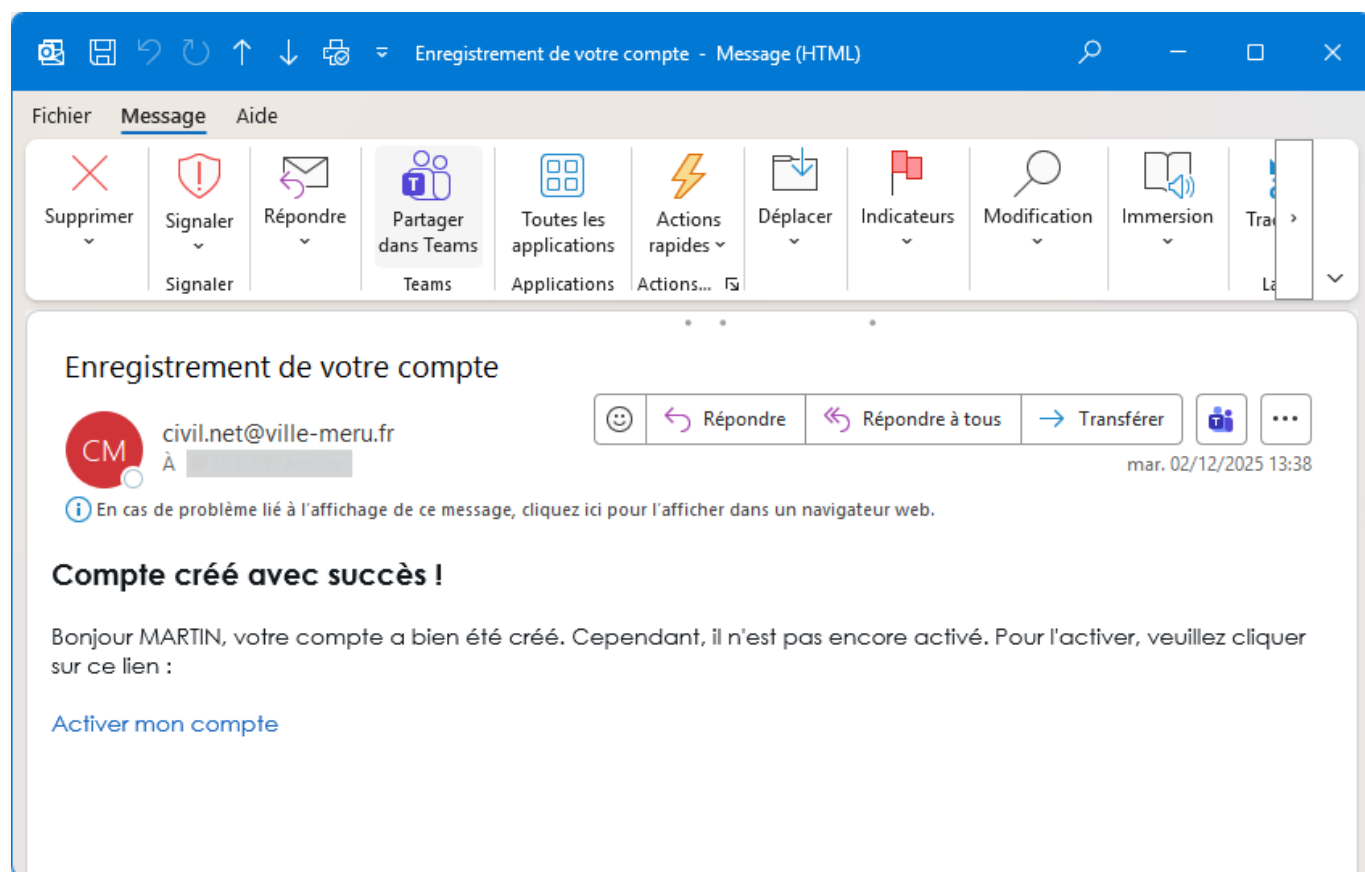 Enregistrement de votre compte - Message (HTML)
Fichier Message Aide
Supprimer Signaler Répondre Partager dans Teams Toutes les applications Actions rapides Déplacer Indicateurs Modification Immersion
Signaler Teams Applications Actions...
Enregistrement de votre compte
CM
civil.net@ville-meru.fr
Répondre Répondre à tous Transférer
À
mar. 02/12/2025 13:38
En cas de problème lié à l'affichage de ce message, cliquez ici pour l'afficher dans un navigateur web.
Compte créé avec succès !
Bonjour MARTIN, votre compte a bien été créé. Cependant, il n'est pas encore activé. Pour l'activer, veuillez cliquer
sur ce lien :
Activer mon compte